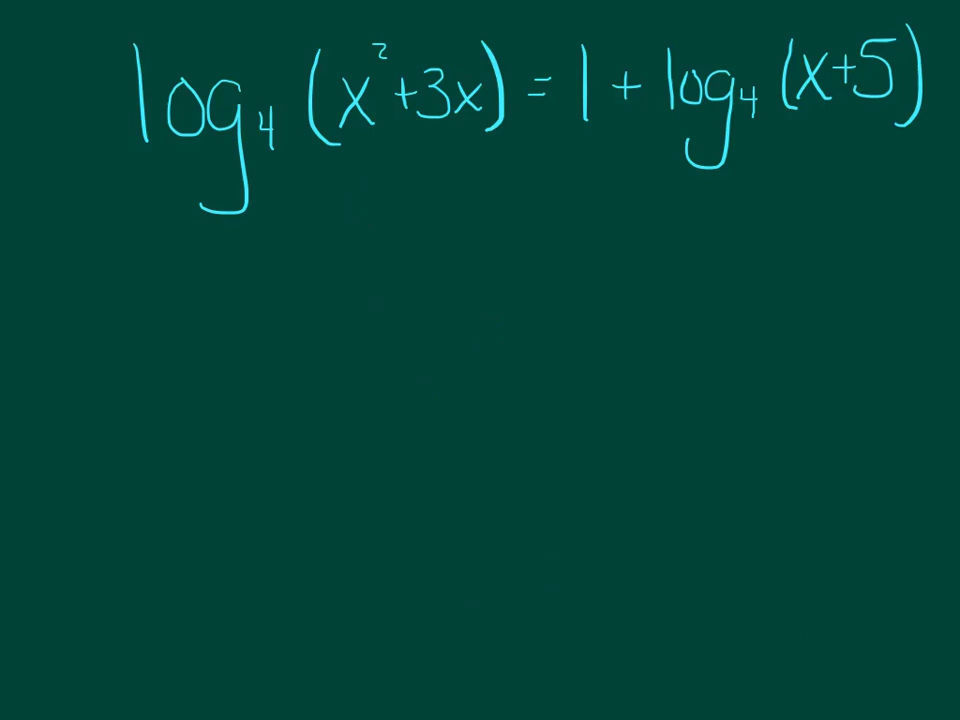 log₄ (x²+3x) = 1 + log₄ (x+5)